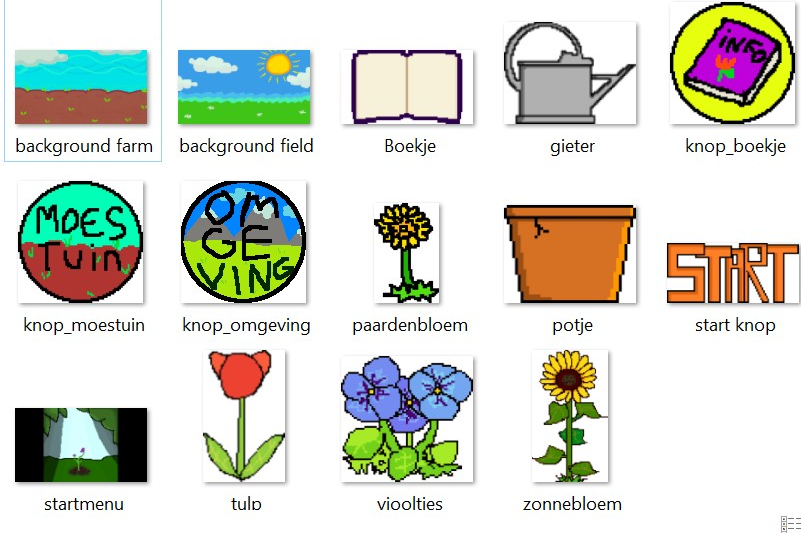 background farm
background field
Boekje
gieter
INFO
knop_boekje
MOES
Tuin
knop_moestuin
OM
GE
VING
knop_omgeving
paardenbloem
potje
START
start knop
startmenu
tulp
viooltjes
zonnebloem